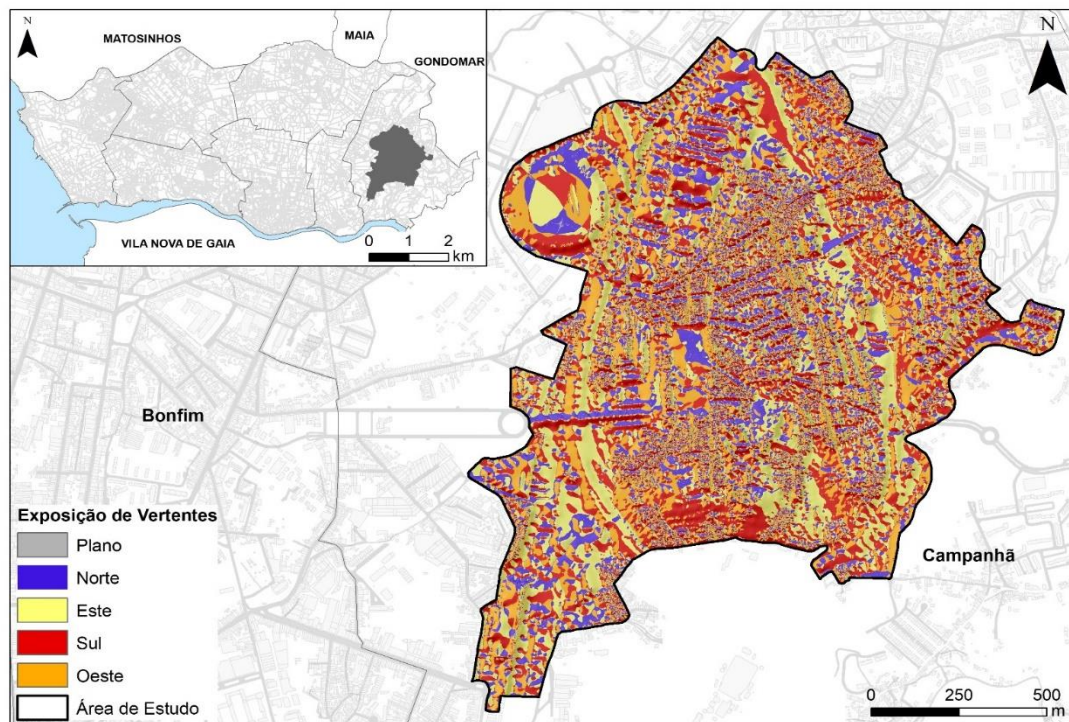 N
MATOSINHOS
MAIA
GONDOMAR
VILA NOVA DE GAIA
0 1 2
km
N
Bonfim
Campanhã
Exposição de Vertentes
Plano
Norte
Este
Sul
Oeste
Área de Estudo
0 250 500
m